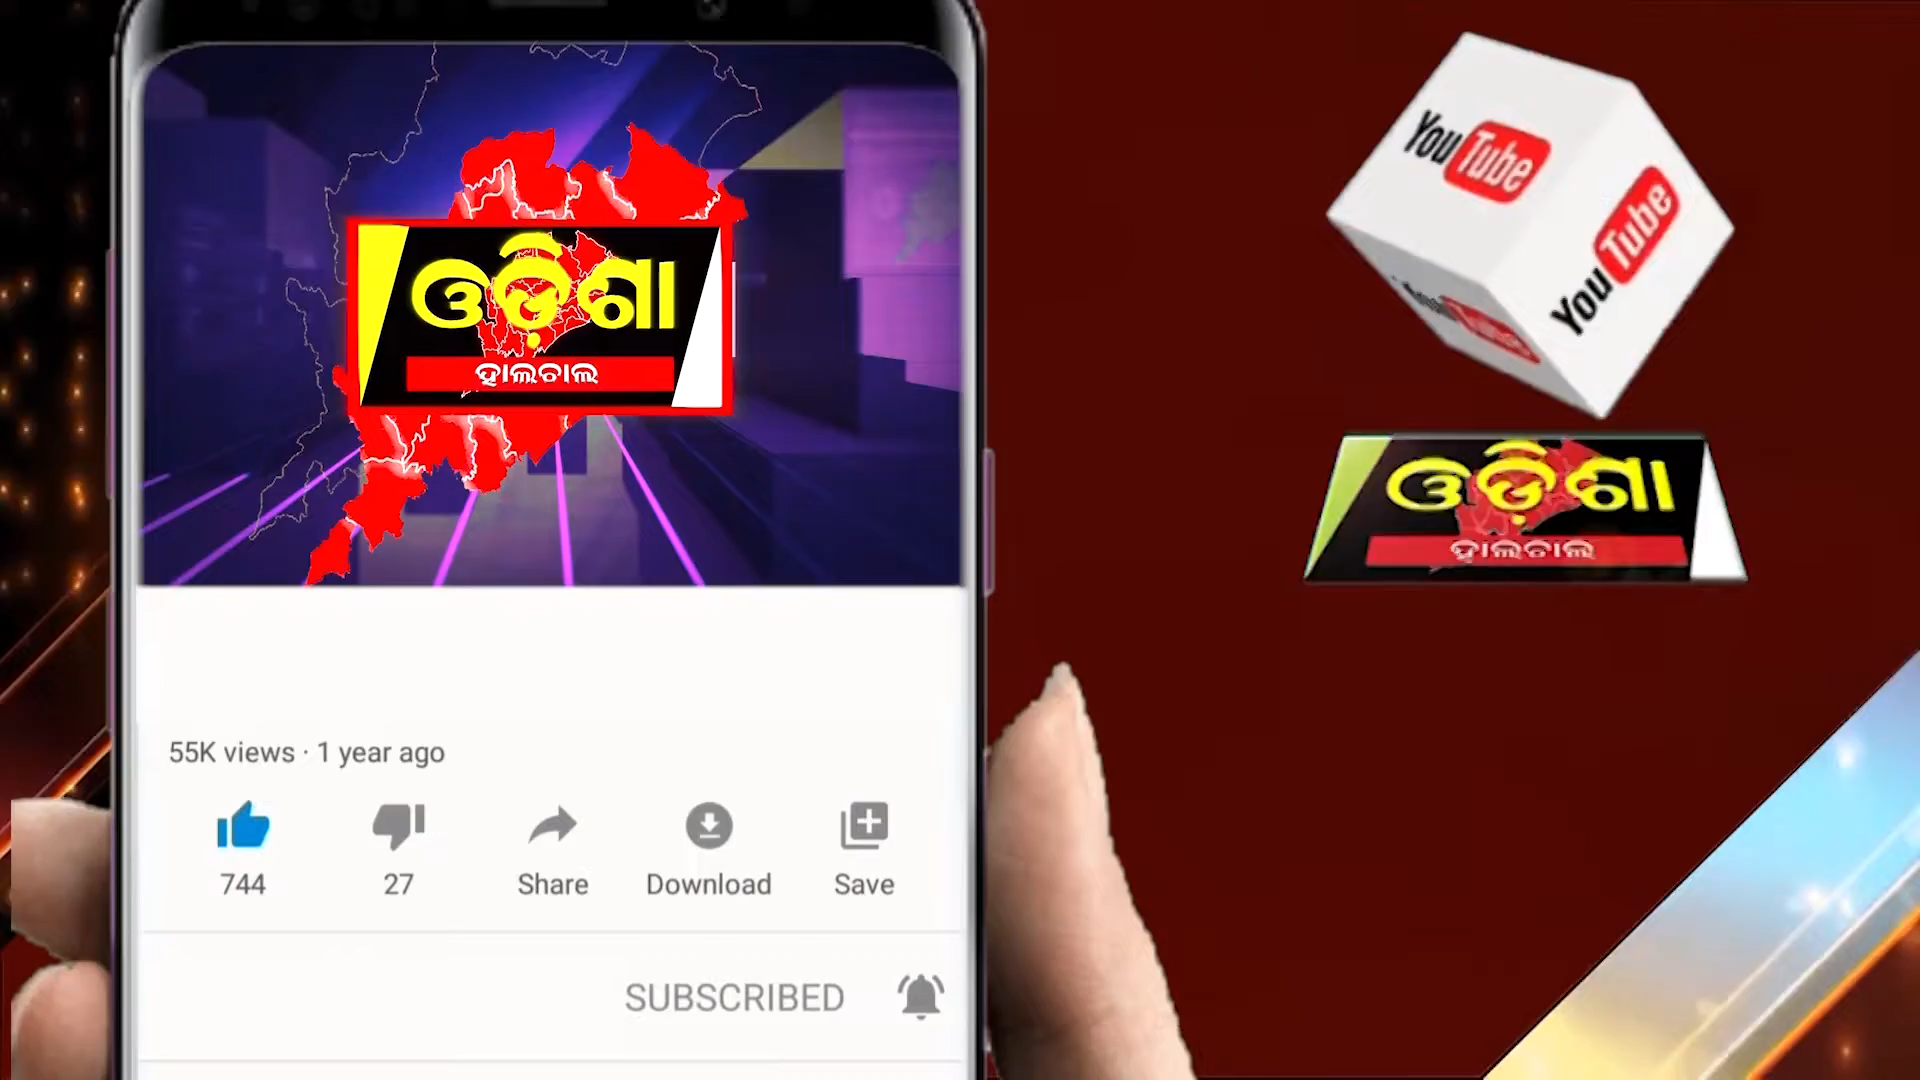 ଓଡ଼ିଶା
ହାଲଚାଲ
55K views · 1 year ago
744
27
Share
Download
Save
SUBSCRIBED
YouTube
YouTube
ଓଡ଼ିଶା
ହାଲଚାଲ